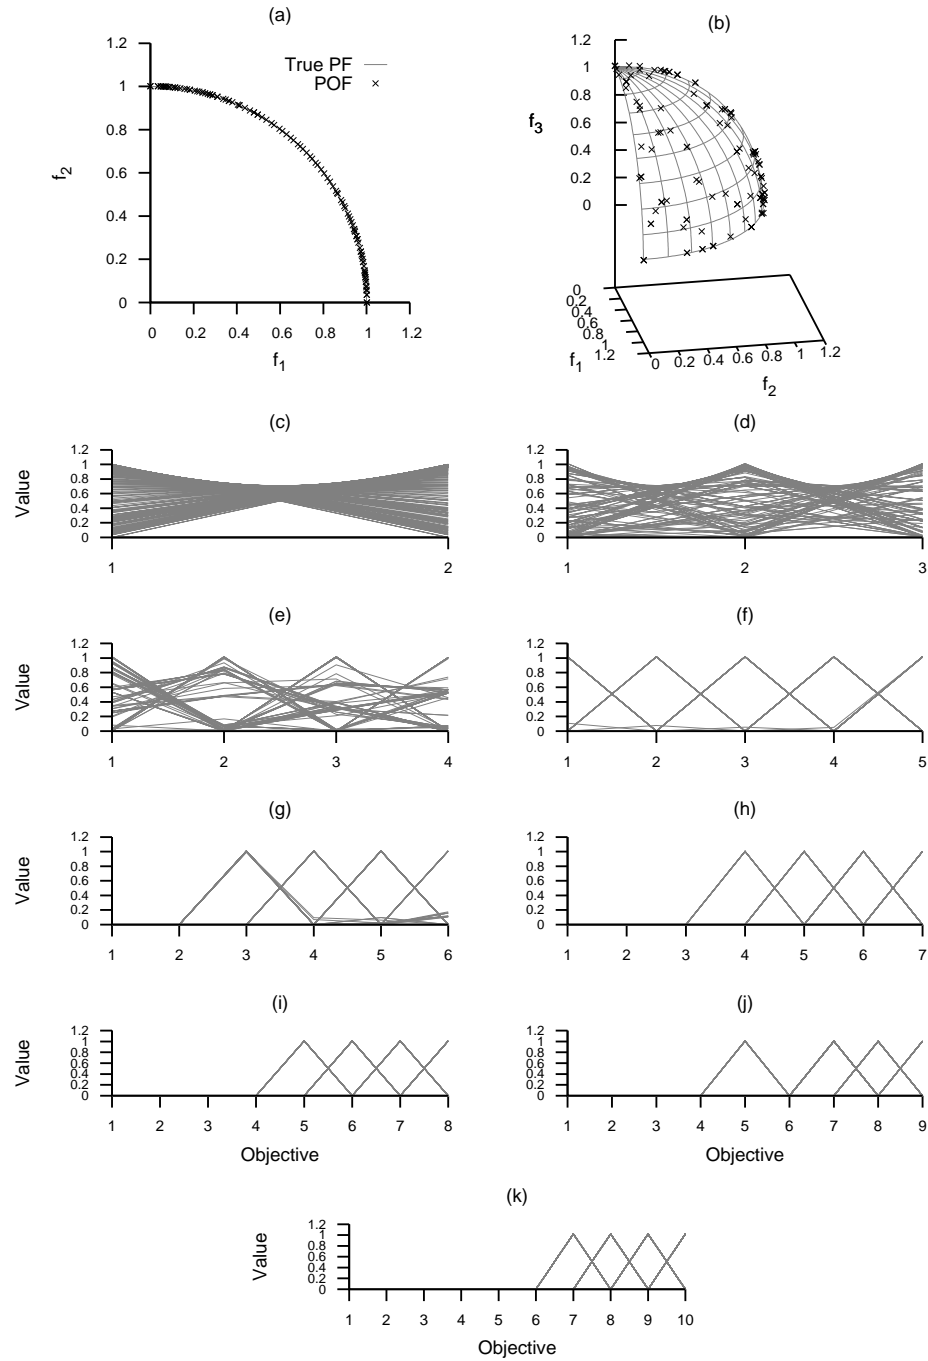 (a)
1.2
1
0.8
0.6
0.4
0.2
0
f2
True PF
POF
0 0.2 0.4 0.6 0.8 1 1.2
f1
(b)
1.2
1
0.8
0.6
0.4
0.2
0
f3
0
0.2
0.4
0.6
0.8
1
1.2
f1
0 0.2 0.4 0.6 0.8 1 1.2
f2
(c)
Value
1.2
1
0.8
0.6
0.4
0.2
0
1 2
(d)
1.2
1
0.8
0.6
0.4
0.2
0
1 2 3
(e)
Value
1.2
1
0.8
0.6
0.4
0.2
0
1 2 3 4
(f)
1.2
1
0.8
0.6
0.4
0.2
0
1 2 3 4 5
(g)
Value
1.2
1
0.8
0.6
0.4
0.2
0
1 2 3 4 5 6
(h)
1.2
1
0.8
0.6
0.4
0.2
0
1 2 3 4 5 6 7
(i)
Value
1.2
1
0.8
0.6
0.4
0.2
0
1 2 3 4 5 6 7 8
Objective
(j)
1.2
1
0.8
0.6
0.4
0.2
0
1 2 3 4 5 6 7 8 9
Objective
(k)
Value
1.2
1
0.8
0.6
0.4
0.2
0
1 2 3 4 5 6 7 8 9 10
Objective